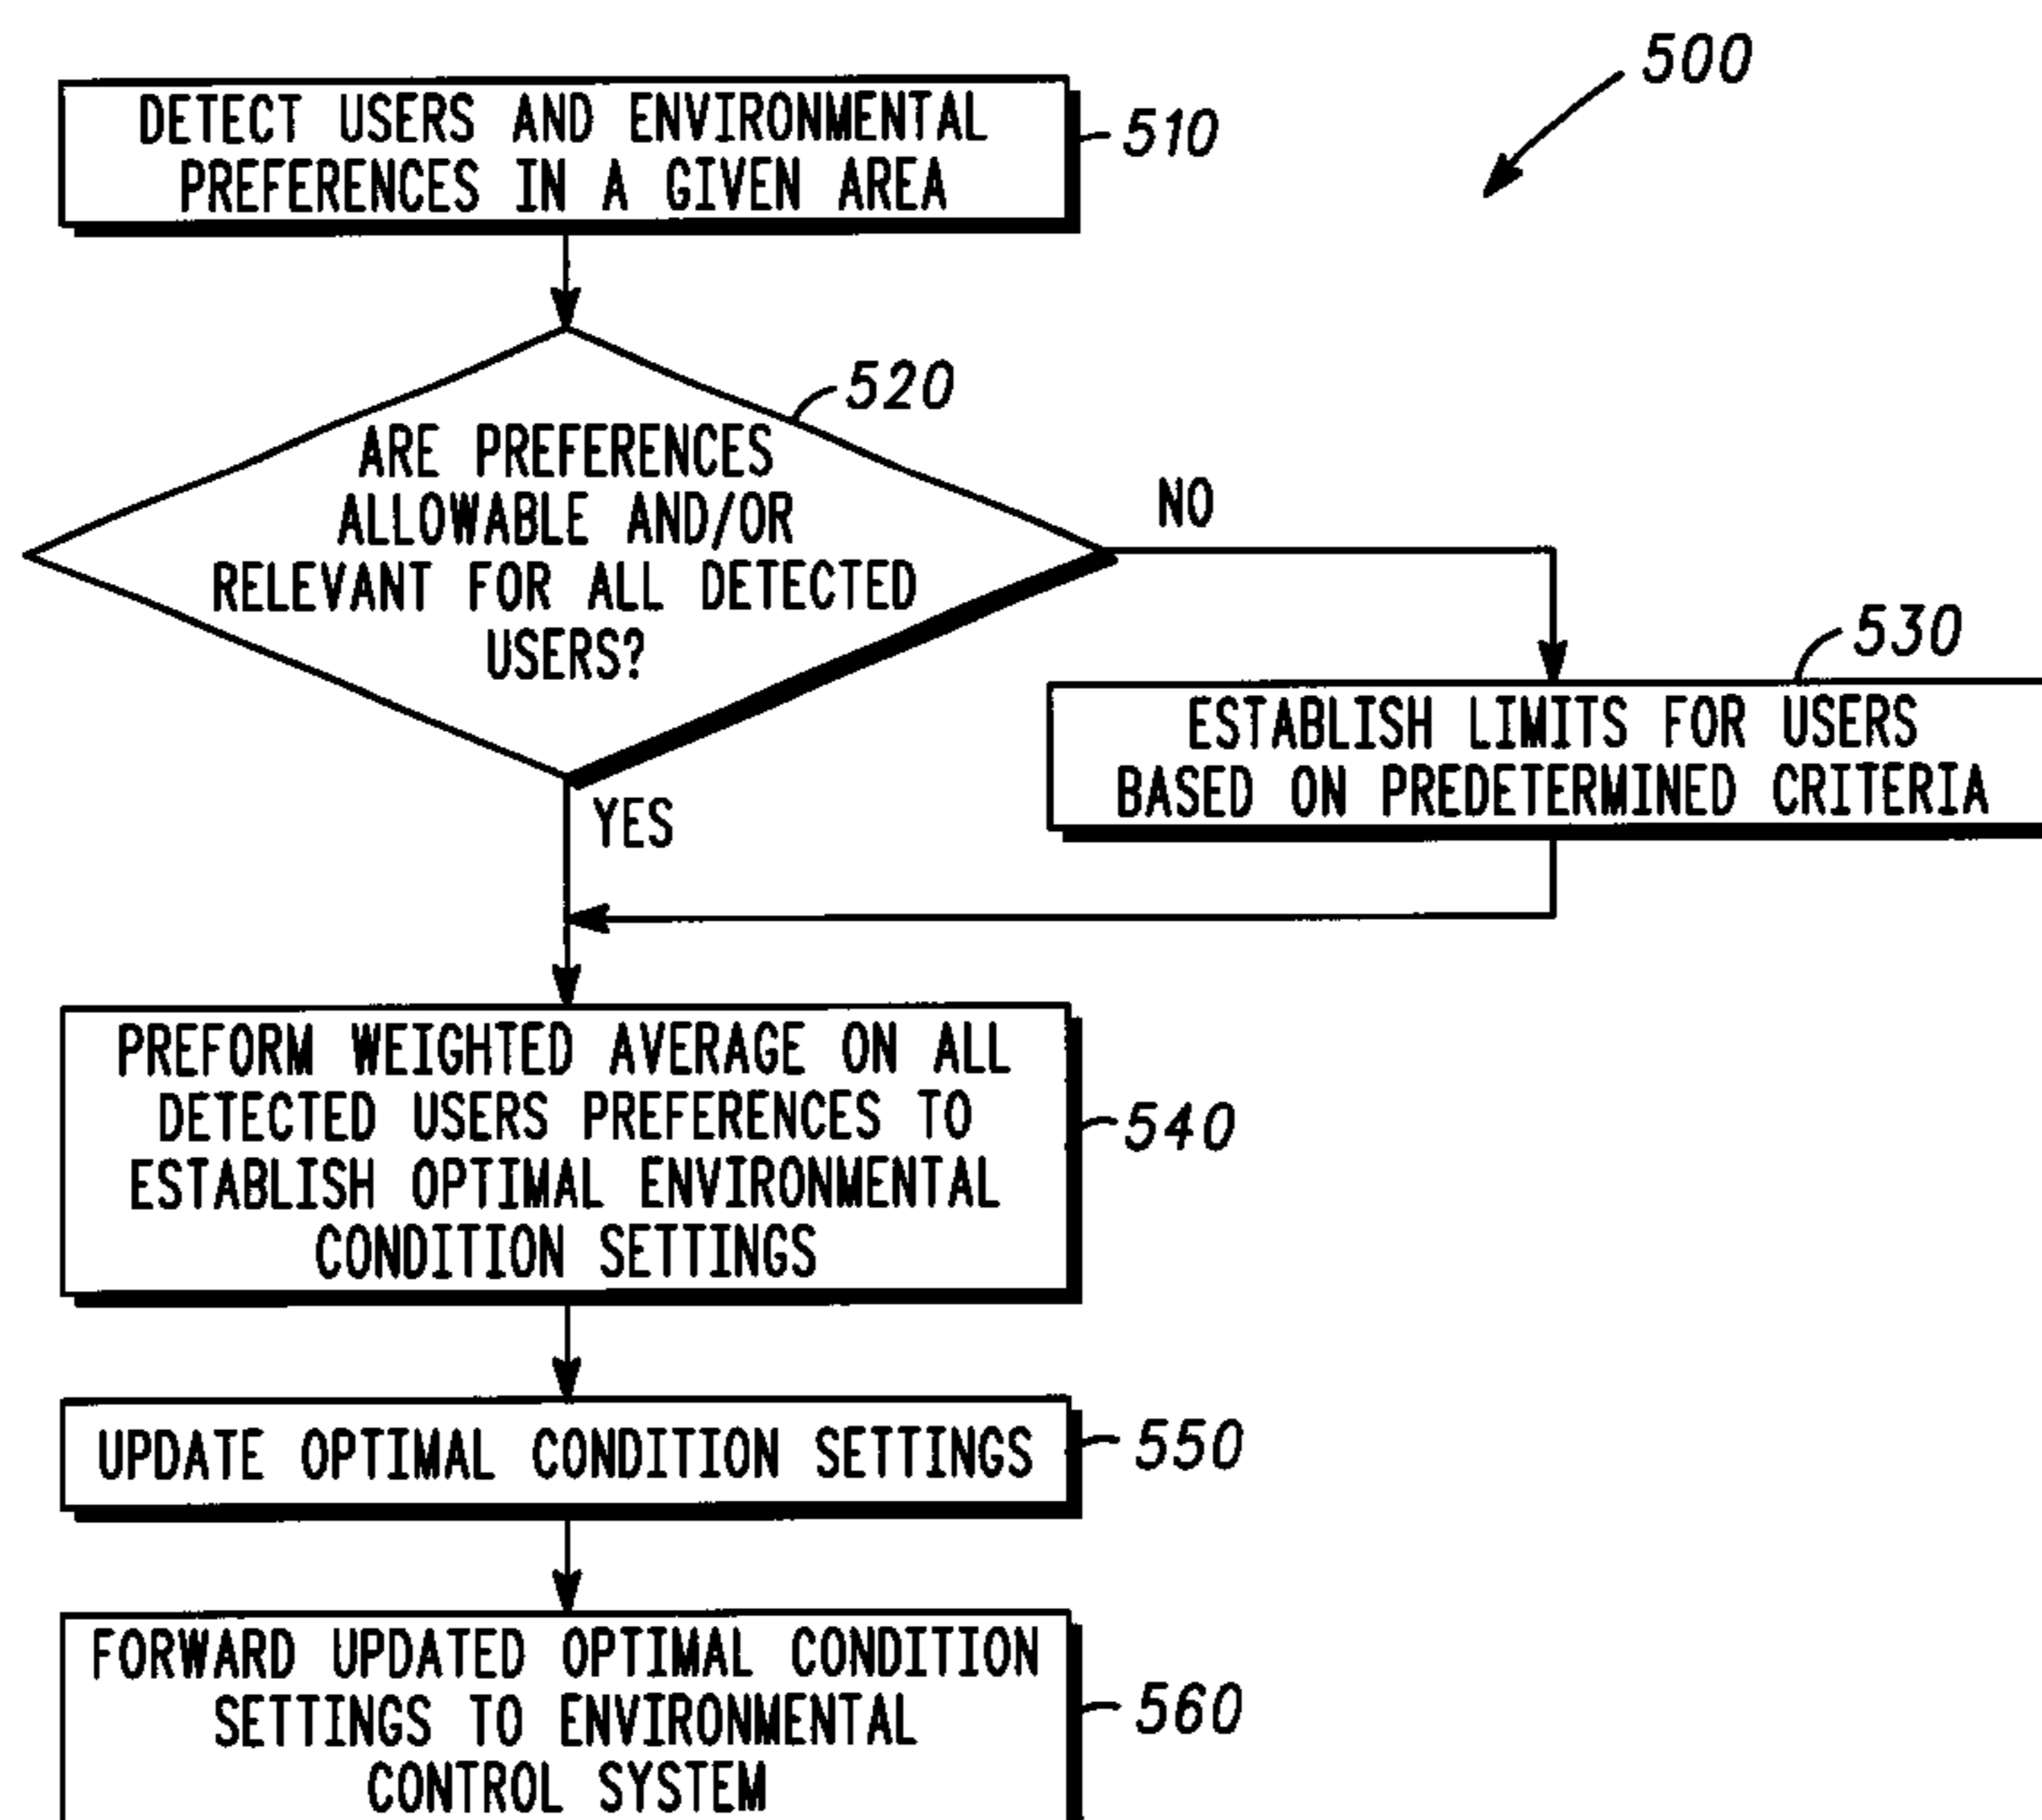 500
DETECT USERS AND ENVIRONMENTAL
PREFERENCES IN A GIVEN AREA
510
520
ARE PREFERENCES
ALLOWABLE AND/OR
RELEVANT FOR ALL DETECTED
USERS?
NO
530
ESTABLISH LIMITS FOR USERS
BASED ON PREDETERMINED CRITERIA
YES
PREFORM WEIGHTED AVERAGE ON ALL
DETECTED USERS PREFERENCES TO
ESTABLISH OPTIMAL ENVIRONMENTAL
CONDITION SETTINGS
540
UPDATE OPTIMAL CONDITION SETTINGS
550
FORWARD UPDATED OPTIMAL CONDITION
SETTINGS TO ENVIRONMENTAL
CONTROL SYSTEM
560